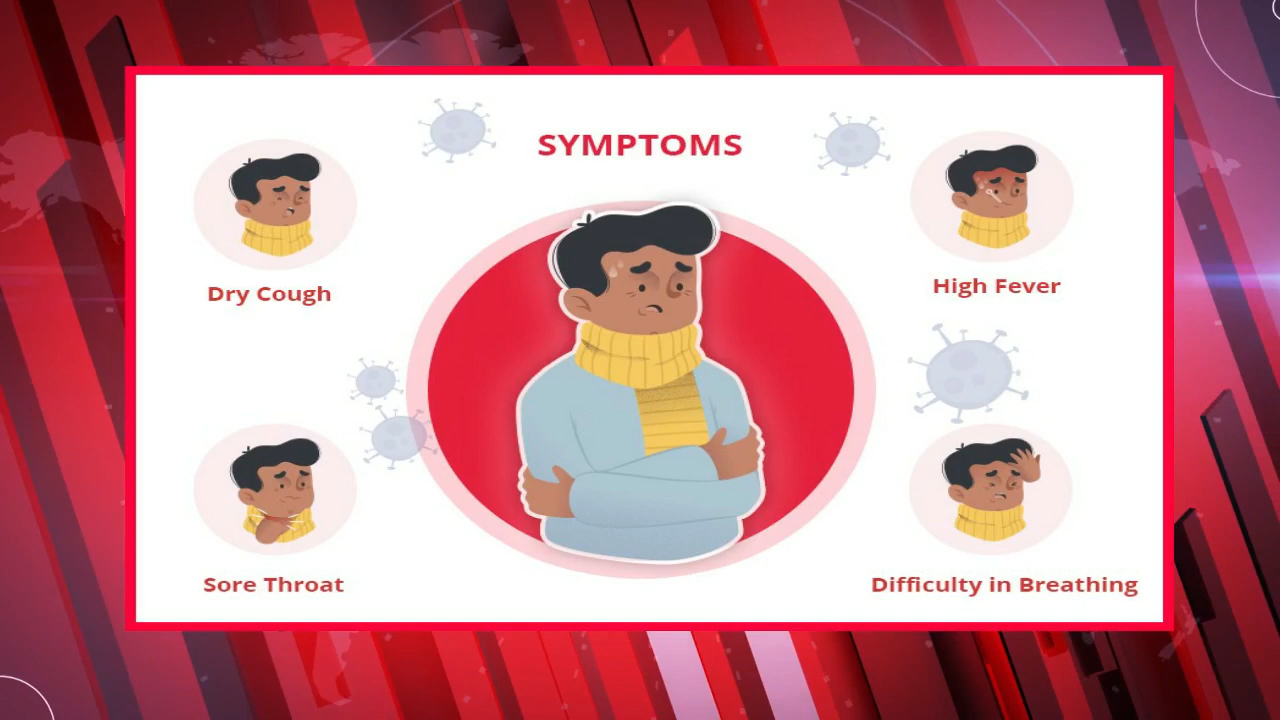 SYMPTOMS
Dry Cough
High Fever
Sore Throat
Difficulty in Breathing